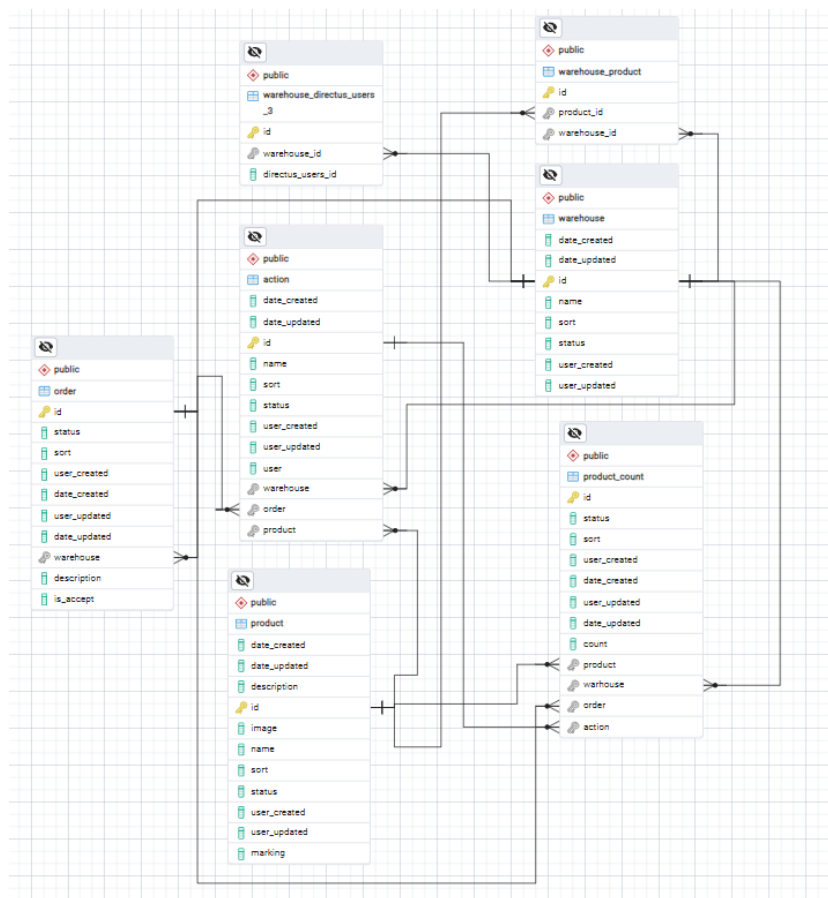 public
warehouse_directus_users
_3
id
warehouse_id
directus_users_id
public
warehouse_product
id
product_id
warehouse_id
public
warehouse
date_created
date_updated
id
name
sort
status
user_created
user_updated
public
action
date_created
date_updated
id
name
sort
status
user_created
user_updated
user
warehouse
order
product
public
order
id
status
sort
user_created
date_created
user_updated
date_updated
warehouse
description
is_accept
public
product_count
id
status
sort
user_created
date_created
user_updated
date_updated
count
product
warhouse
order
action
public
product
date_created
date_updated
description
id
image
name
sort
status
user_created
user_updated
marking